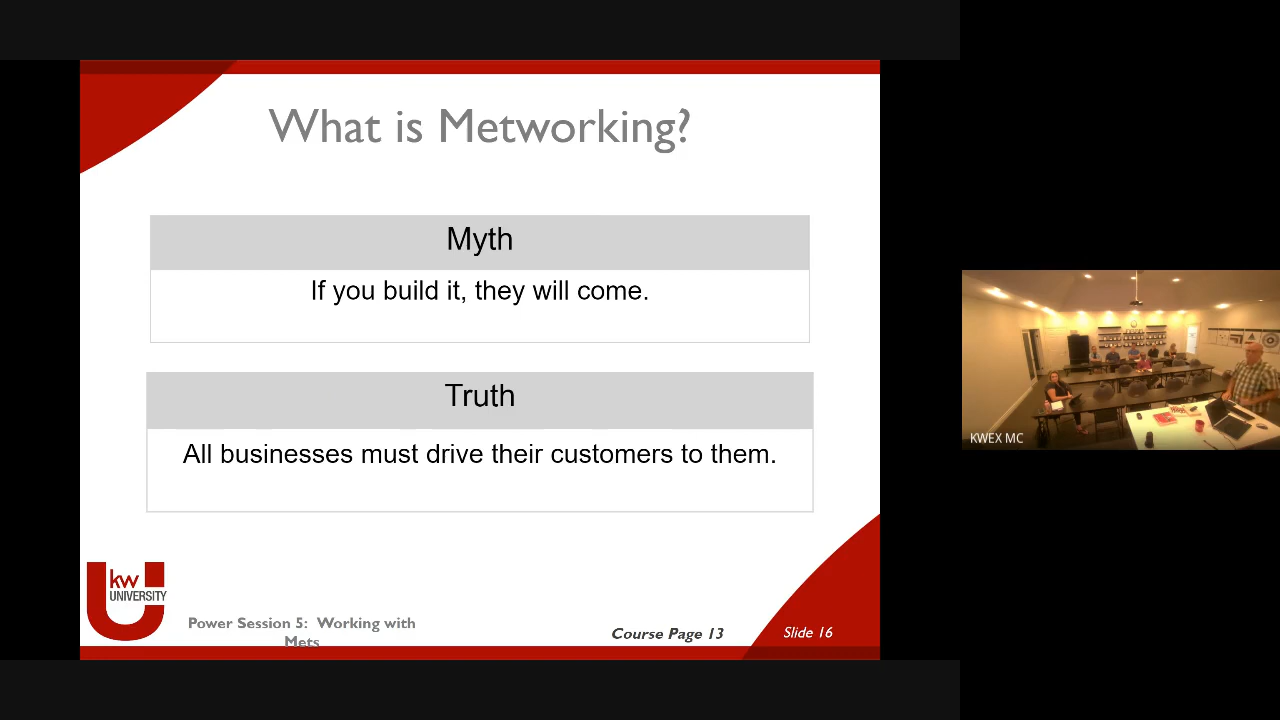 What is Metworking?
Myth
If you build it, they will come.
Truth
All businesses must drive their customers to them.
kw
UNIVERSITY
Power Session 5: Working with
Mets
Course Page 13
Slide 16
KWEX MC